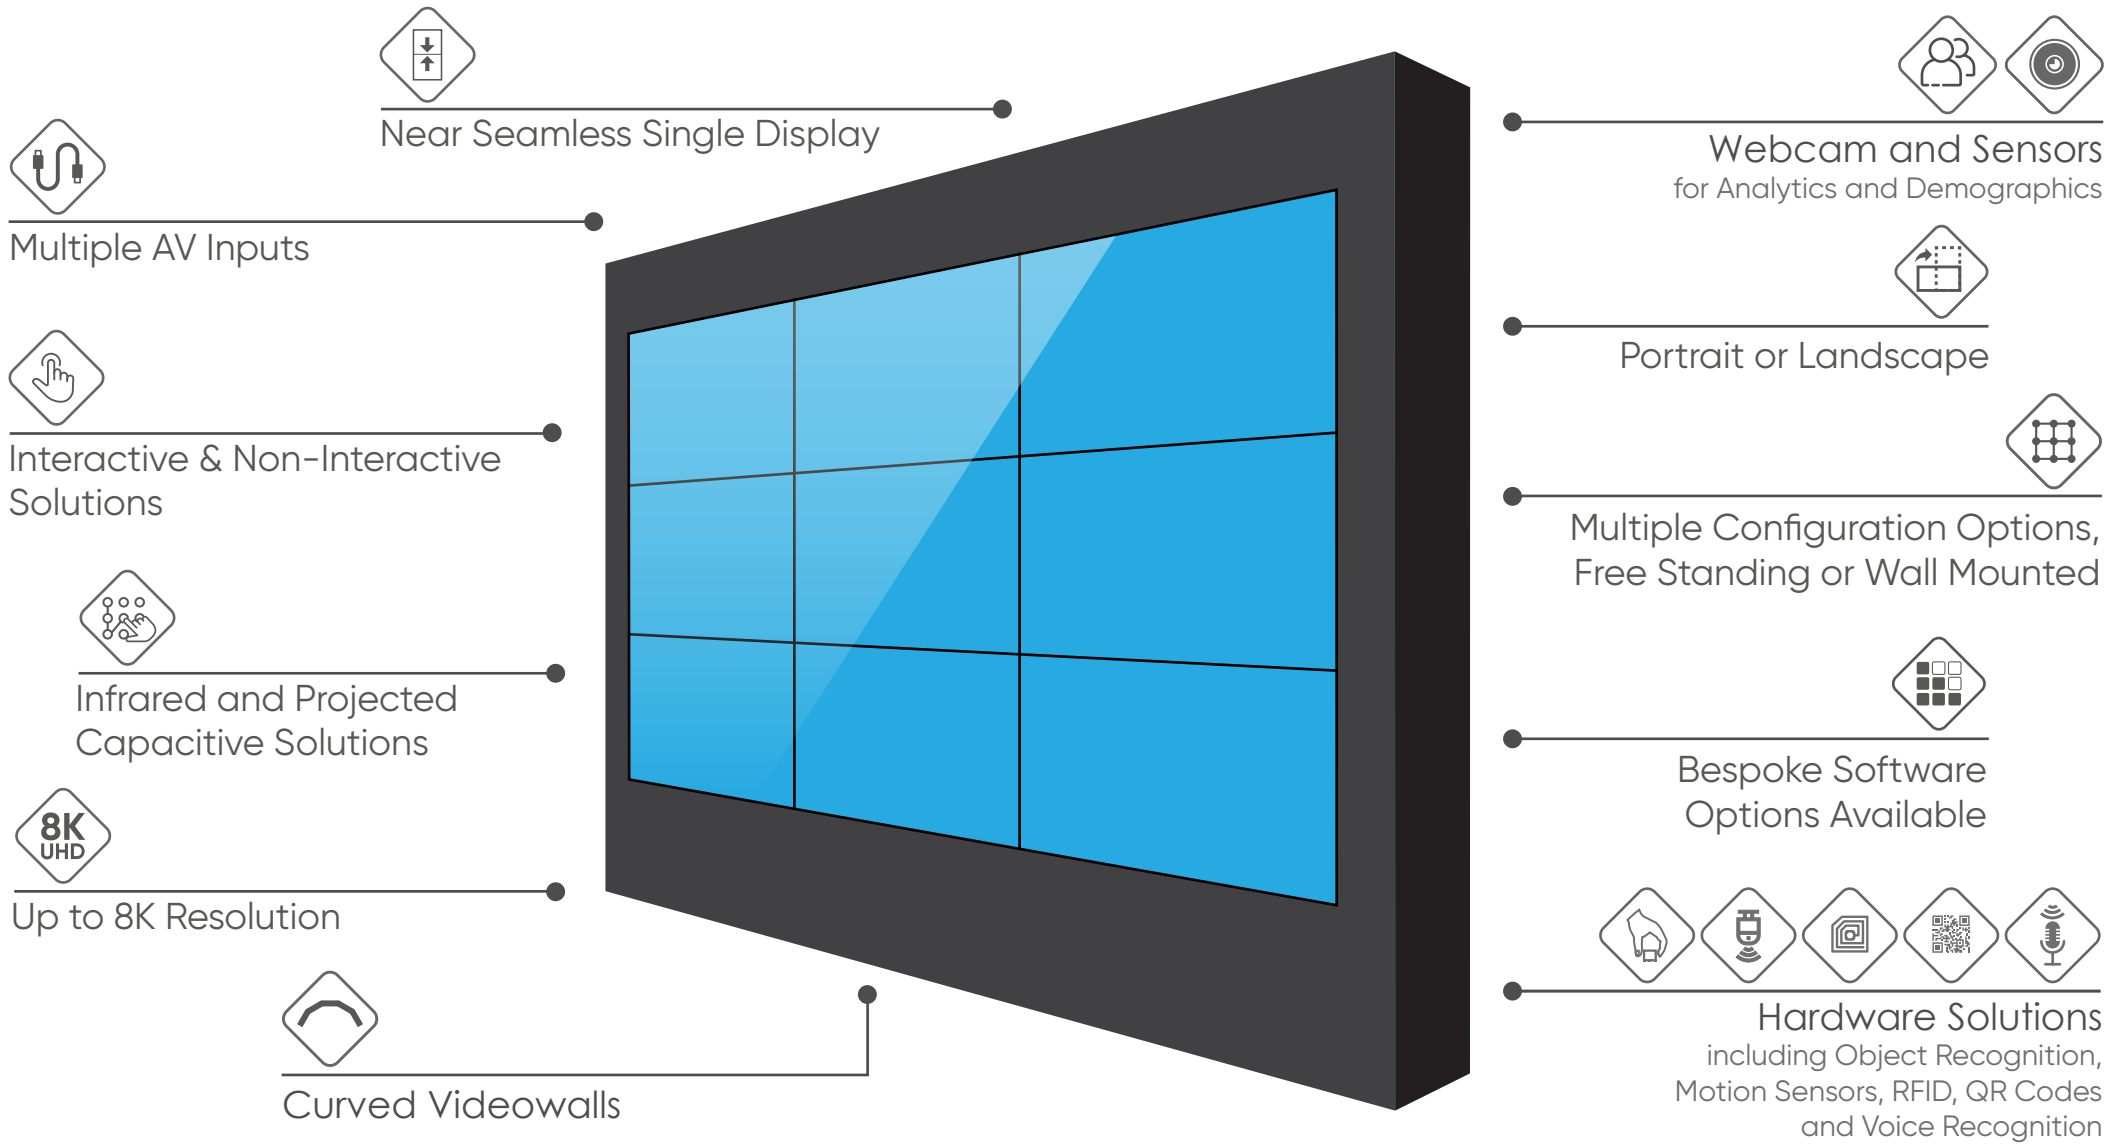 Near Seamless Single Display
Multiple AV Inputs
Interactive & Non-Interactive
Solutions
Infrared and Projected
Capacitive Solutions
8K
UHD
Up to 8K Resolution
Curved Videowalls
Webcam and Sensors
for Analytics and Demographics
Portrait or Landscape
Multiple Configuration Options,
Free Standing or Wall Mounted
Bespoke Software
Options Available
Hardware Solutions
including Object Recognition,
Motion Sensors, RFID, QR Codes
and Voice Recognition